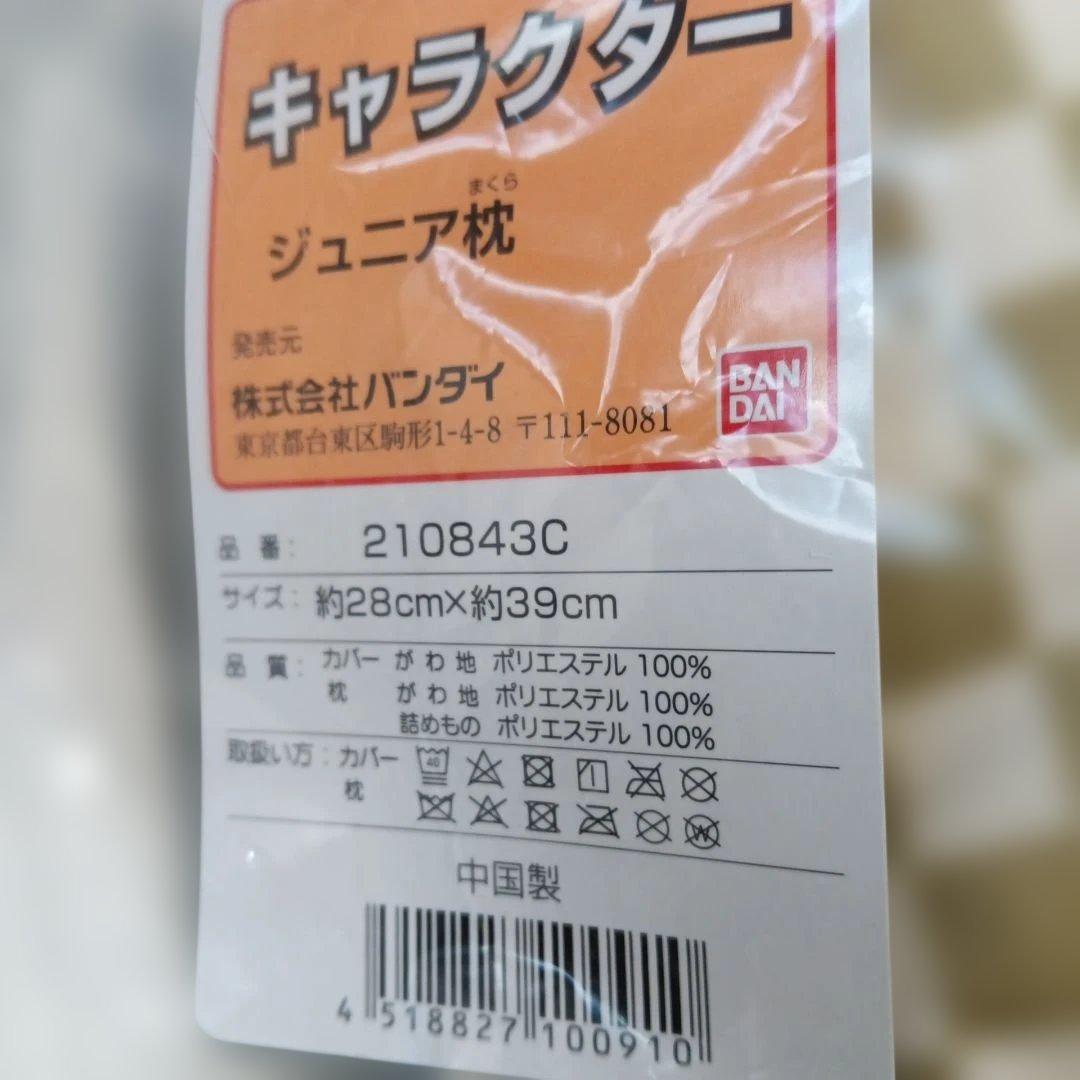 キャラクター
まくら
ジュニア枕
発売元
株式会社バンダイ
東京都台東区駒形1-4-8 〒111-8081
BAN
DAI
品番: 210843C
サイズ: 約28cm×約39cm
品質: カバー がわ地 ポリエステル 100%
枕 がわ地 ポリエステル 100%
詰めもの ポリエステル 100%
取扱い方: カバー 40
枕 W
中国製
4 518827 100910